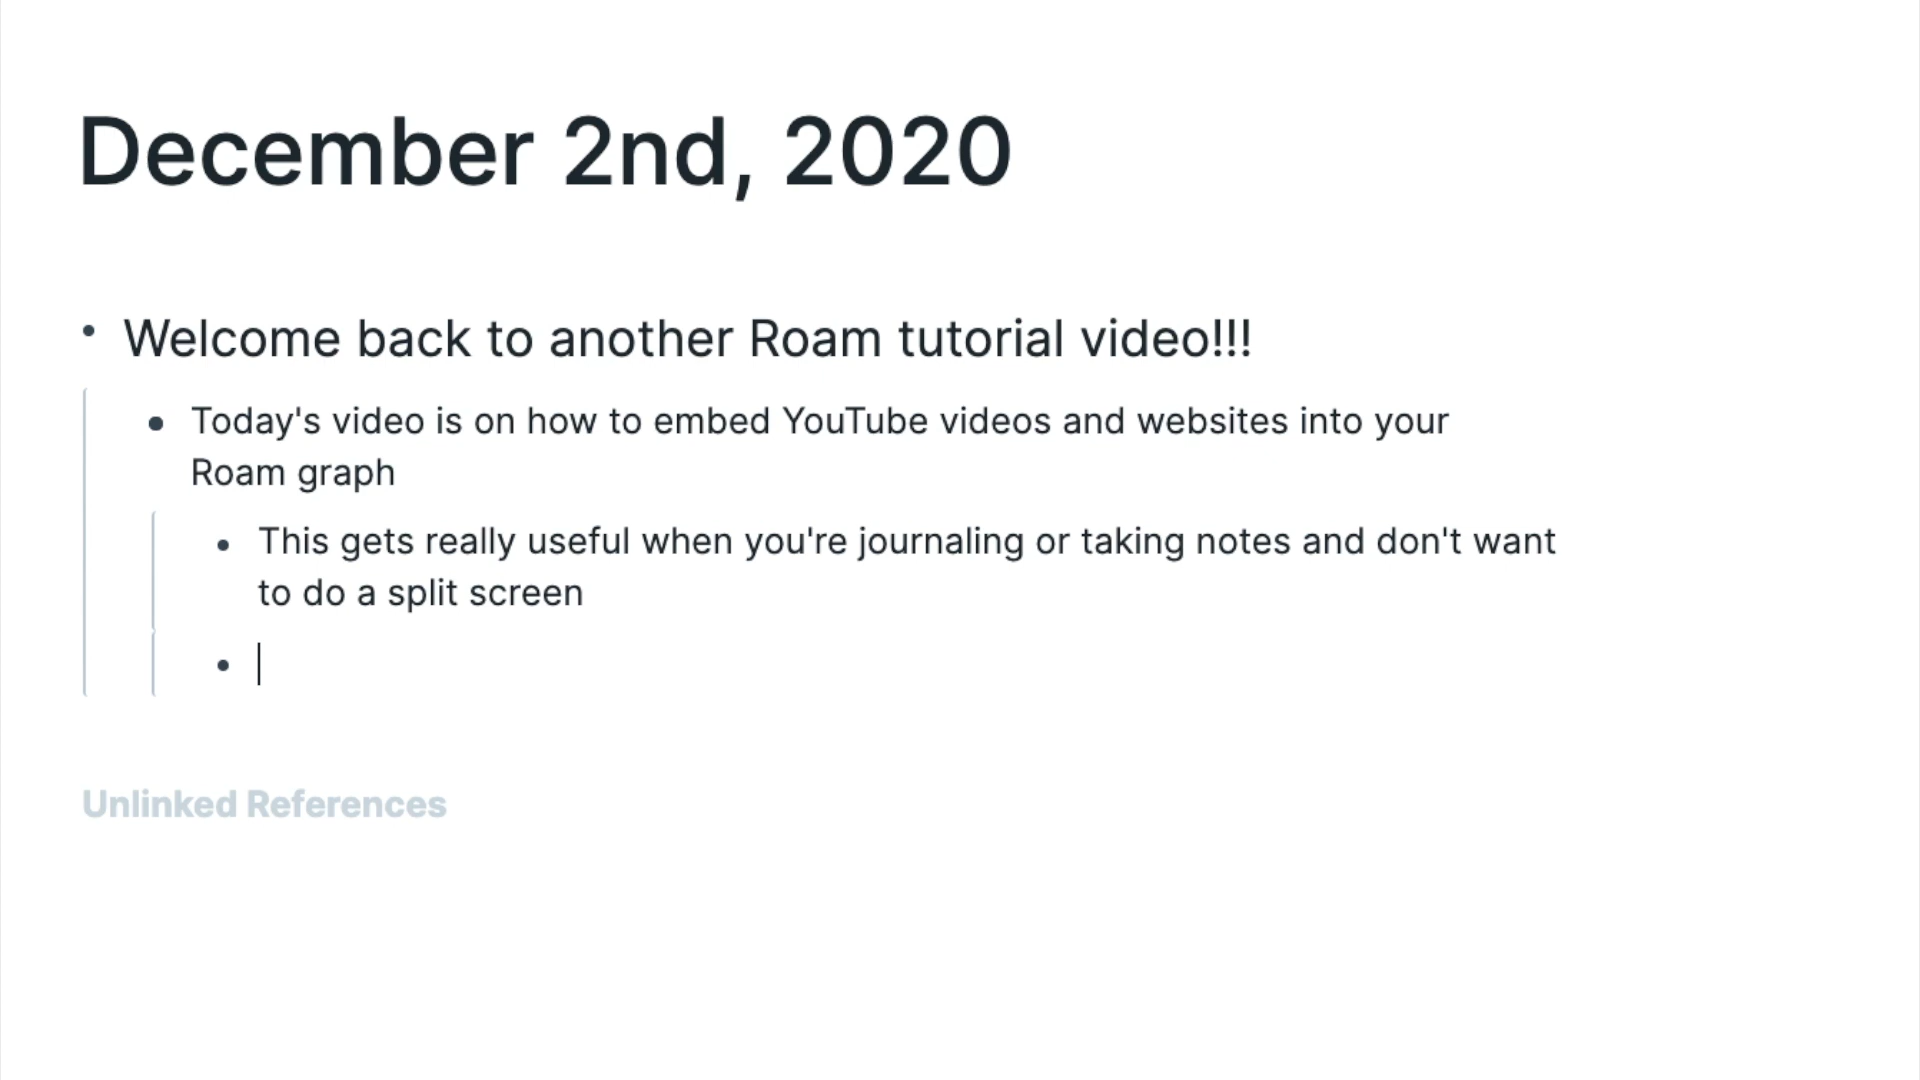 December 2nd, 2020
Welcome back to another Roam tutorial video!!!
Today's video is on how to embed YouTube videos and websites into your
Roam graph
This gets really useful when you're journaling or taking notes and don't want
to do a split screen
Unlinked References